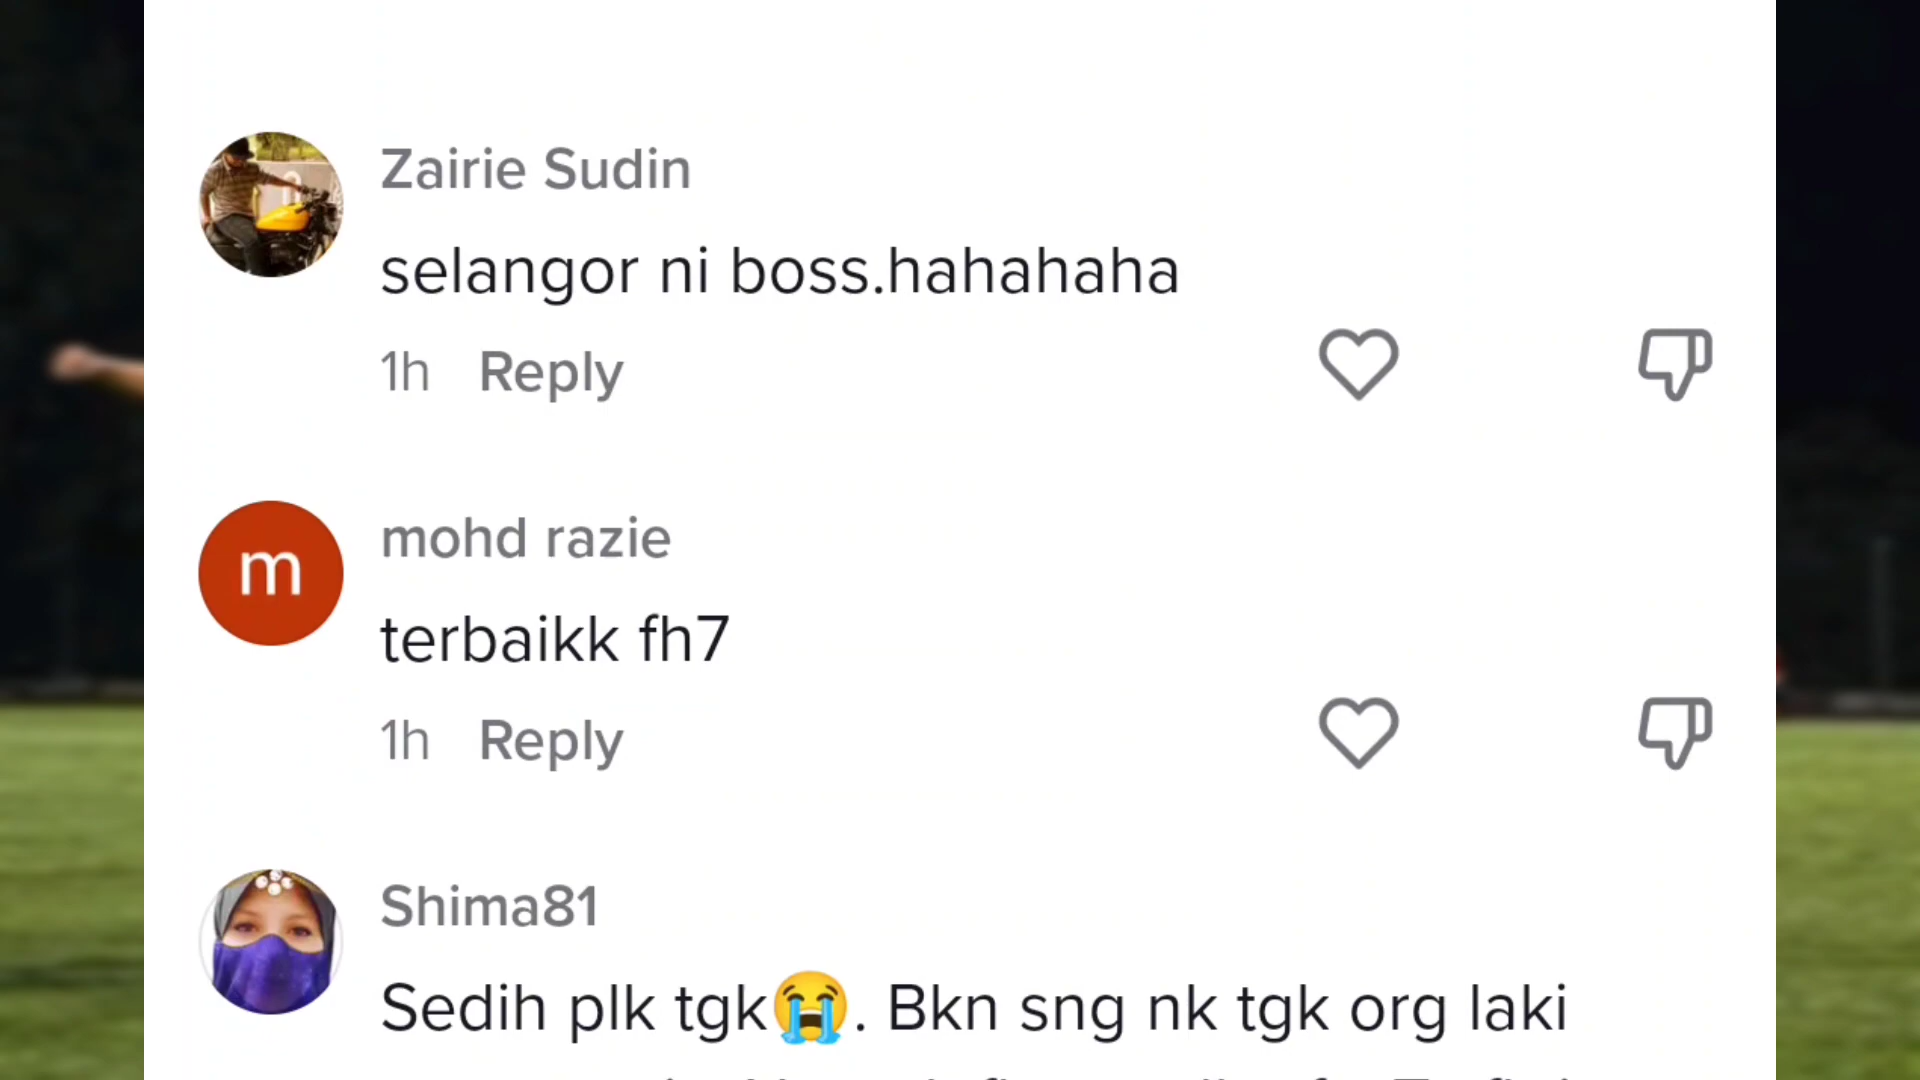 Zairie Sudin
selangor ni boss.hahahaha
1h Reply
m
mohd razie
terbaikk fh7
1h Reply
Shima81
Sedih plk tgk😭. Bkn sng nk tgk org laki